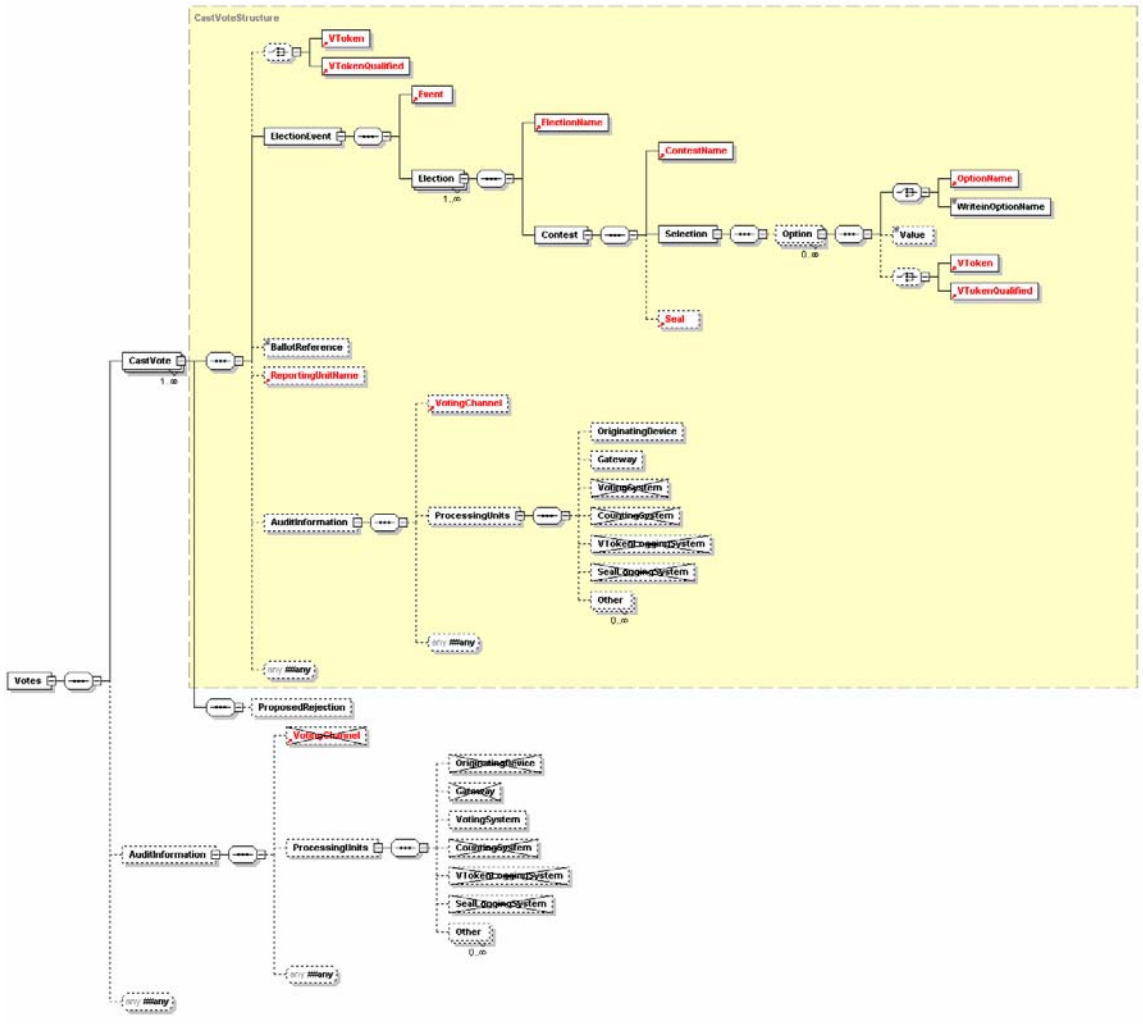 CastVoteStructure
VToken
VTokenQualified
Event
ElectionEvent
ElectionName
ContestName
Election
1..∞
OptionName
WriteinOptionName
Contest
Selection
Option
0..∞
Value
VToken
VTokenQualified
Seal
BallotReference
CastVote
1..∞
ReportingUnitName
VotingChannel
OriginatingDevice
Gateway
VotingSystem
AuditInformation
ProcessingUnits
CountingSystem
VTokenLoggingSystem
SealLoggingSystem
Other
0..∞
any ##any
any ##any
Votes
ProposedRejection
VotingChannel
OriginatingDevice
Gateway
VotingSystem
AuditInformation
ProcessingUnits
CountingSystem
VTokenLoggingSystem
SealLoggingSystem
Other
0..∞
any ##any
any ##any